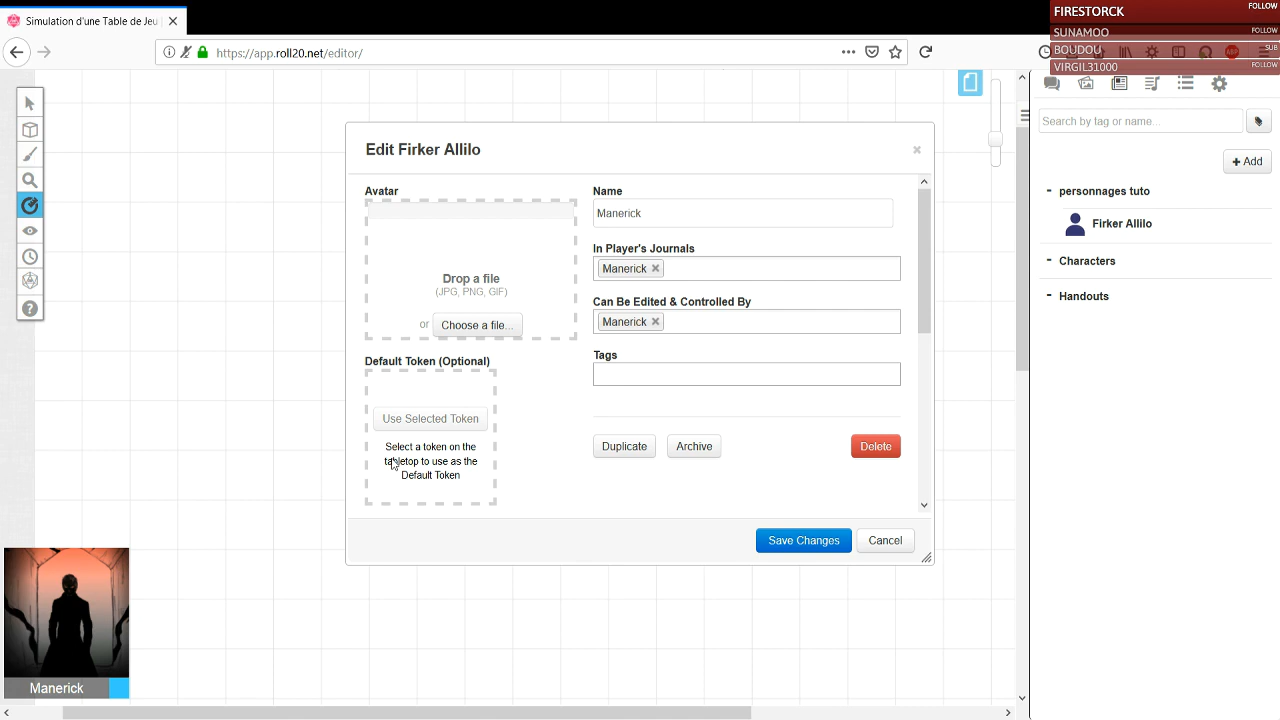 Simulation d'une Table de Jeu
https://app.roll20.net/editor/
FIRESTORCK FOLLOW
SUNAMOO FOLLOW
BOUDOU SUB
VIRGIL31000 FOLLOW
Search by tag or name...
+ Add
- personnages tuto
Firker Allilo
- Characters
- Handouts
Edit Firker Allilo
Avatar
Drop a file
(JPG, PNG, GIF)
or Choose a file...
Default Token (Optional)
Use Selected Token
Select a token on the
tabletop to use as the
Default Token
Name
Manerick
In Player's Journals
Manerick
Can Be Edited & Controlled By
Manerick
Tags
Duplicate Archive Delete
Save Changes Cancel
Manerick